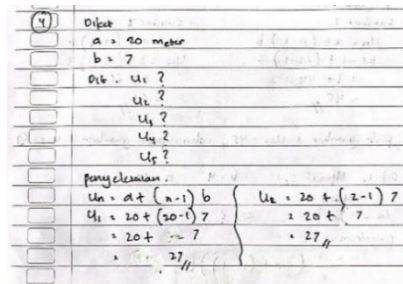 4 Diket
a = 20 meter
b = 7
Dit. U1 ?
U2 ?
U3 ?
U4 ?
U5 ?
penyelesaian
Un = a + (n-1) b
U1 = 20 + (20-1) 7
= 20 + 7
= 27 //
U2 = 20 + (2-1) 7
= 20 + 7
= 27 //